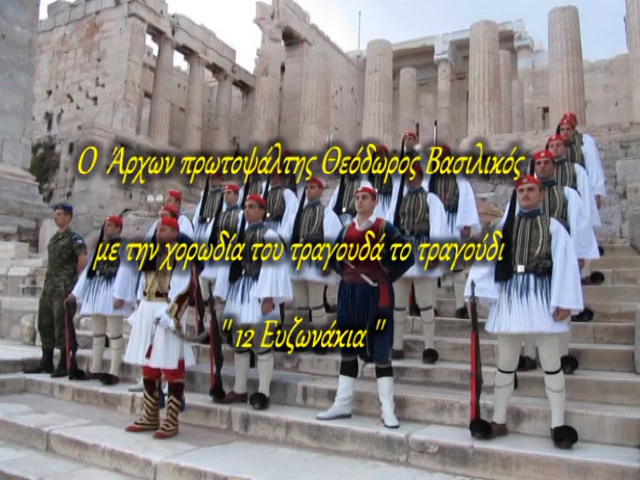 Ο Άρχων πρωτοψάλτης Θεόδωρος Βασιλικός
με την χορωδία του τραγουδά το τραγούδι
" 12 Ευζωνάκια "